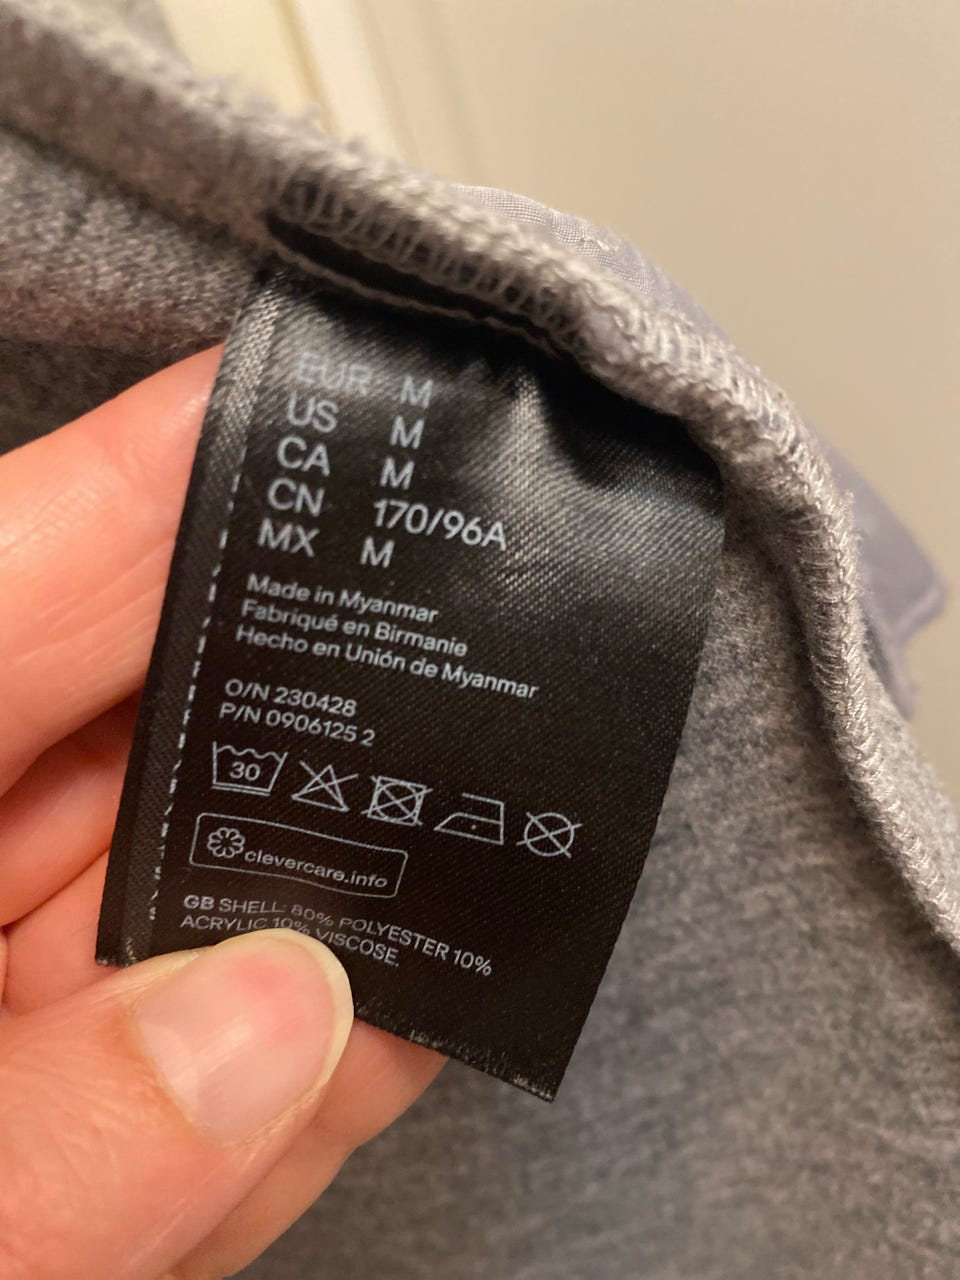 EUR M
US M
CA M
CN 170/96A
MX M
Made in Myanmar
Fabriqué en Birmanie
Hecho en Unión de Myanmar
O/N 230428
P/N 0906125 2
30
clevercare.info
GB SHELL: 80% POLYESTER 10%
ACRYLIC 10% VISCOSE.